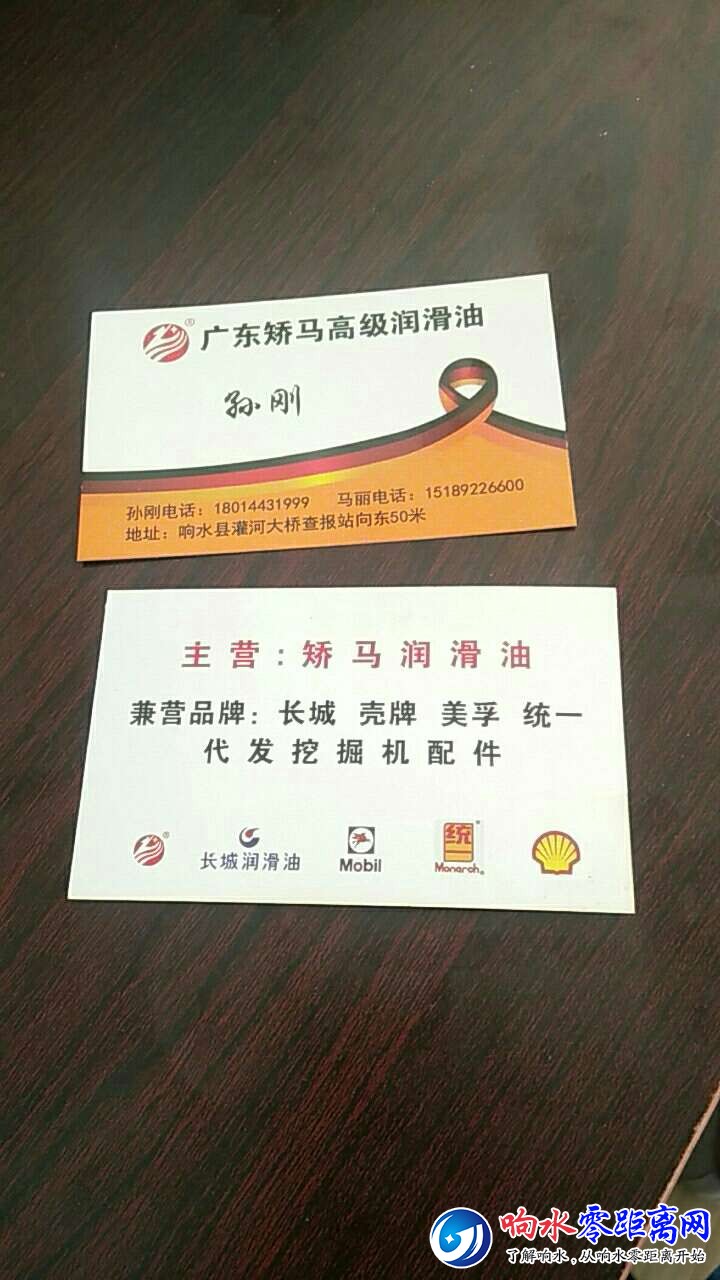 ® 广东矫马高级润滑油
孙刚
孙刚电话：18014431999 马丽电话：15189226600
地址：响水县灌河大桥查报站向东50米
主营：矫马润滑油
兼营品牌：长城 壳牌 美孚 统一
代发挖掘机配件
® 长城润滑油 Mobil 统 Monarch®
响水零距离网
了解响水，从响水零距离开始